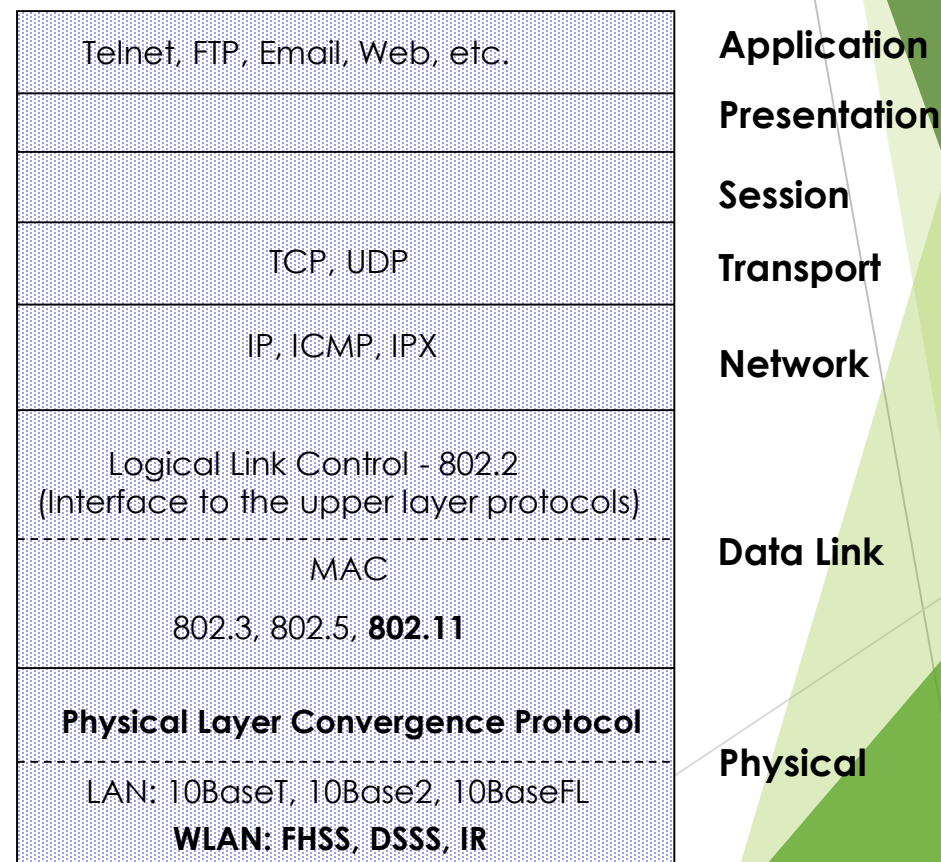 Telnet, FTP, Email, Web, etc.
Application
Presentation
Session
TCP, UDP
Transport
IP, ICMP, IPX
Network
Logical Link Control - 802.2
(Interface to the upper layer protocols)
Data Link
MAC
802.3, 802.5, 802.11
Physical Layer Convergence Protocol
Physical
LAN: 10BaseT, 10Base2, 10BaseFL
WLAN: FHSS, DSSS, IR